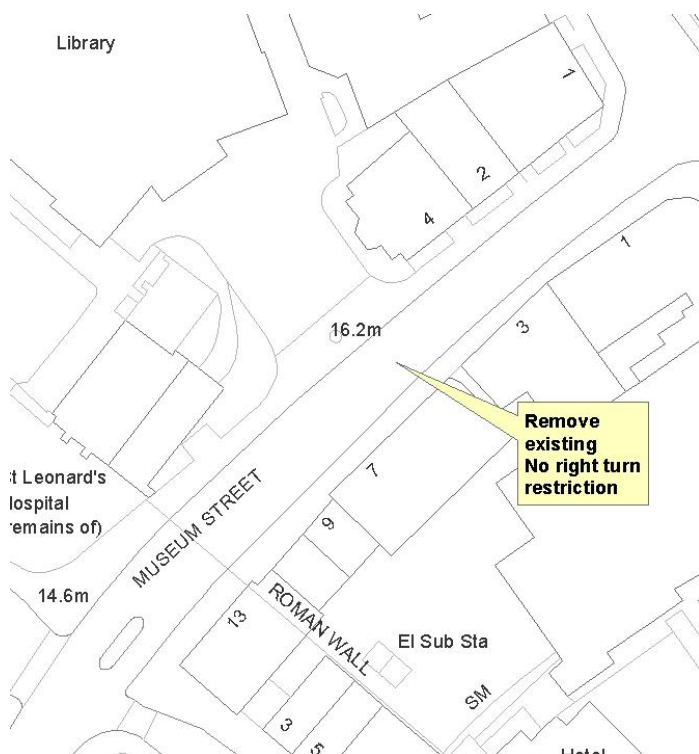 Library
1
2
4
1
16.2m
3
Remove
existing
No right turn
restriction
7
t Leonard's
ospital
remains of)
MUSEUM STREET
9
14.6m
ROMAN WALL
13
El Sub Sta
SM
3
5
Hotel